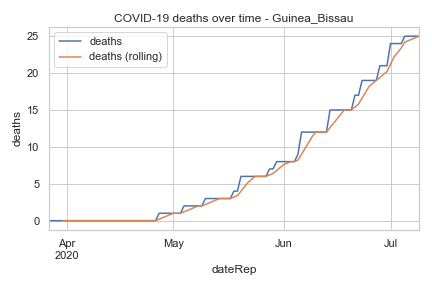 COVID-19 deaths over time - Guinea_Bissau
deaths
deaths (rolling)
25
20
15
10
5
0
deaths
Apr
2020
May
Jun
Jul
dateRep